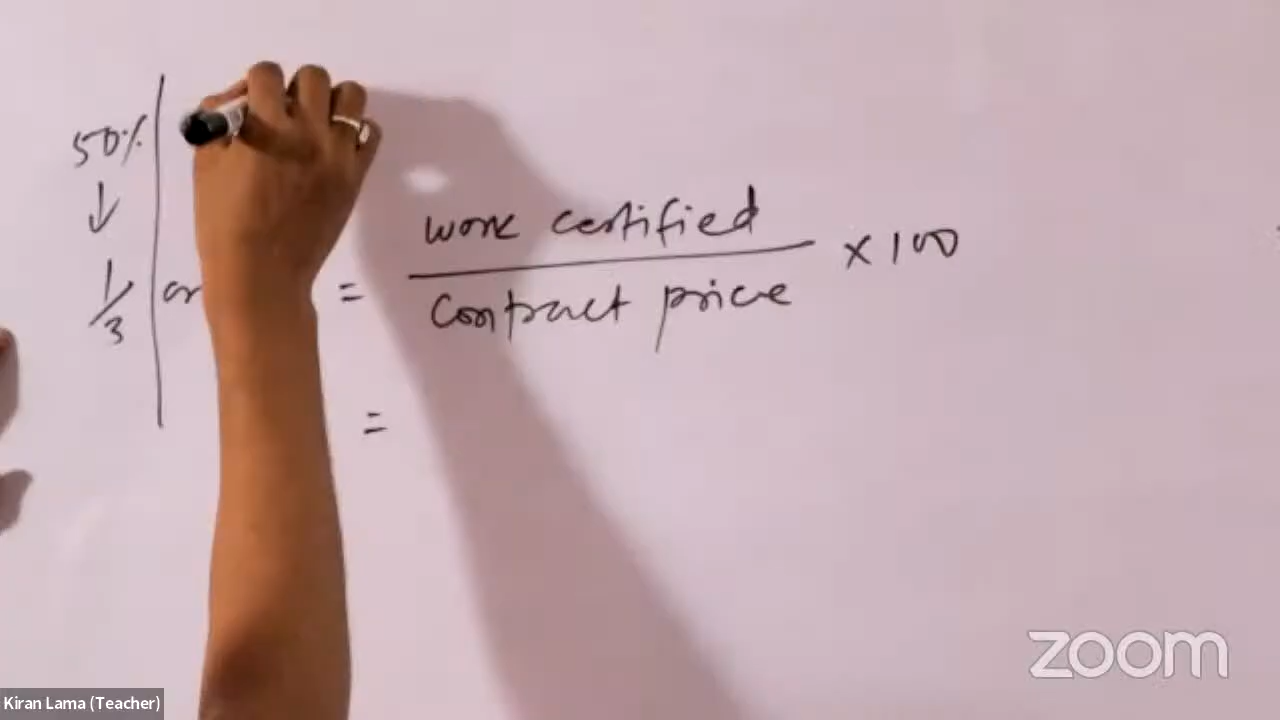 50%
↓
1/3
= work certified / contract price × 100
=
zoom
Kiran Lama (Teacher)